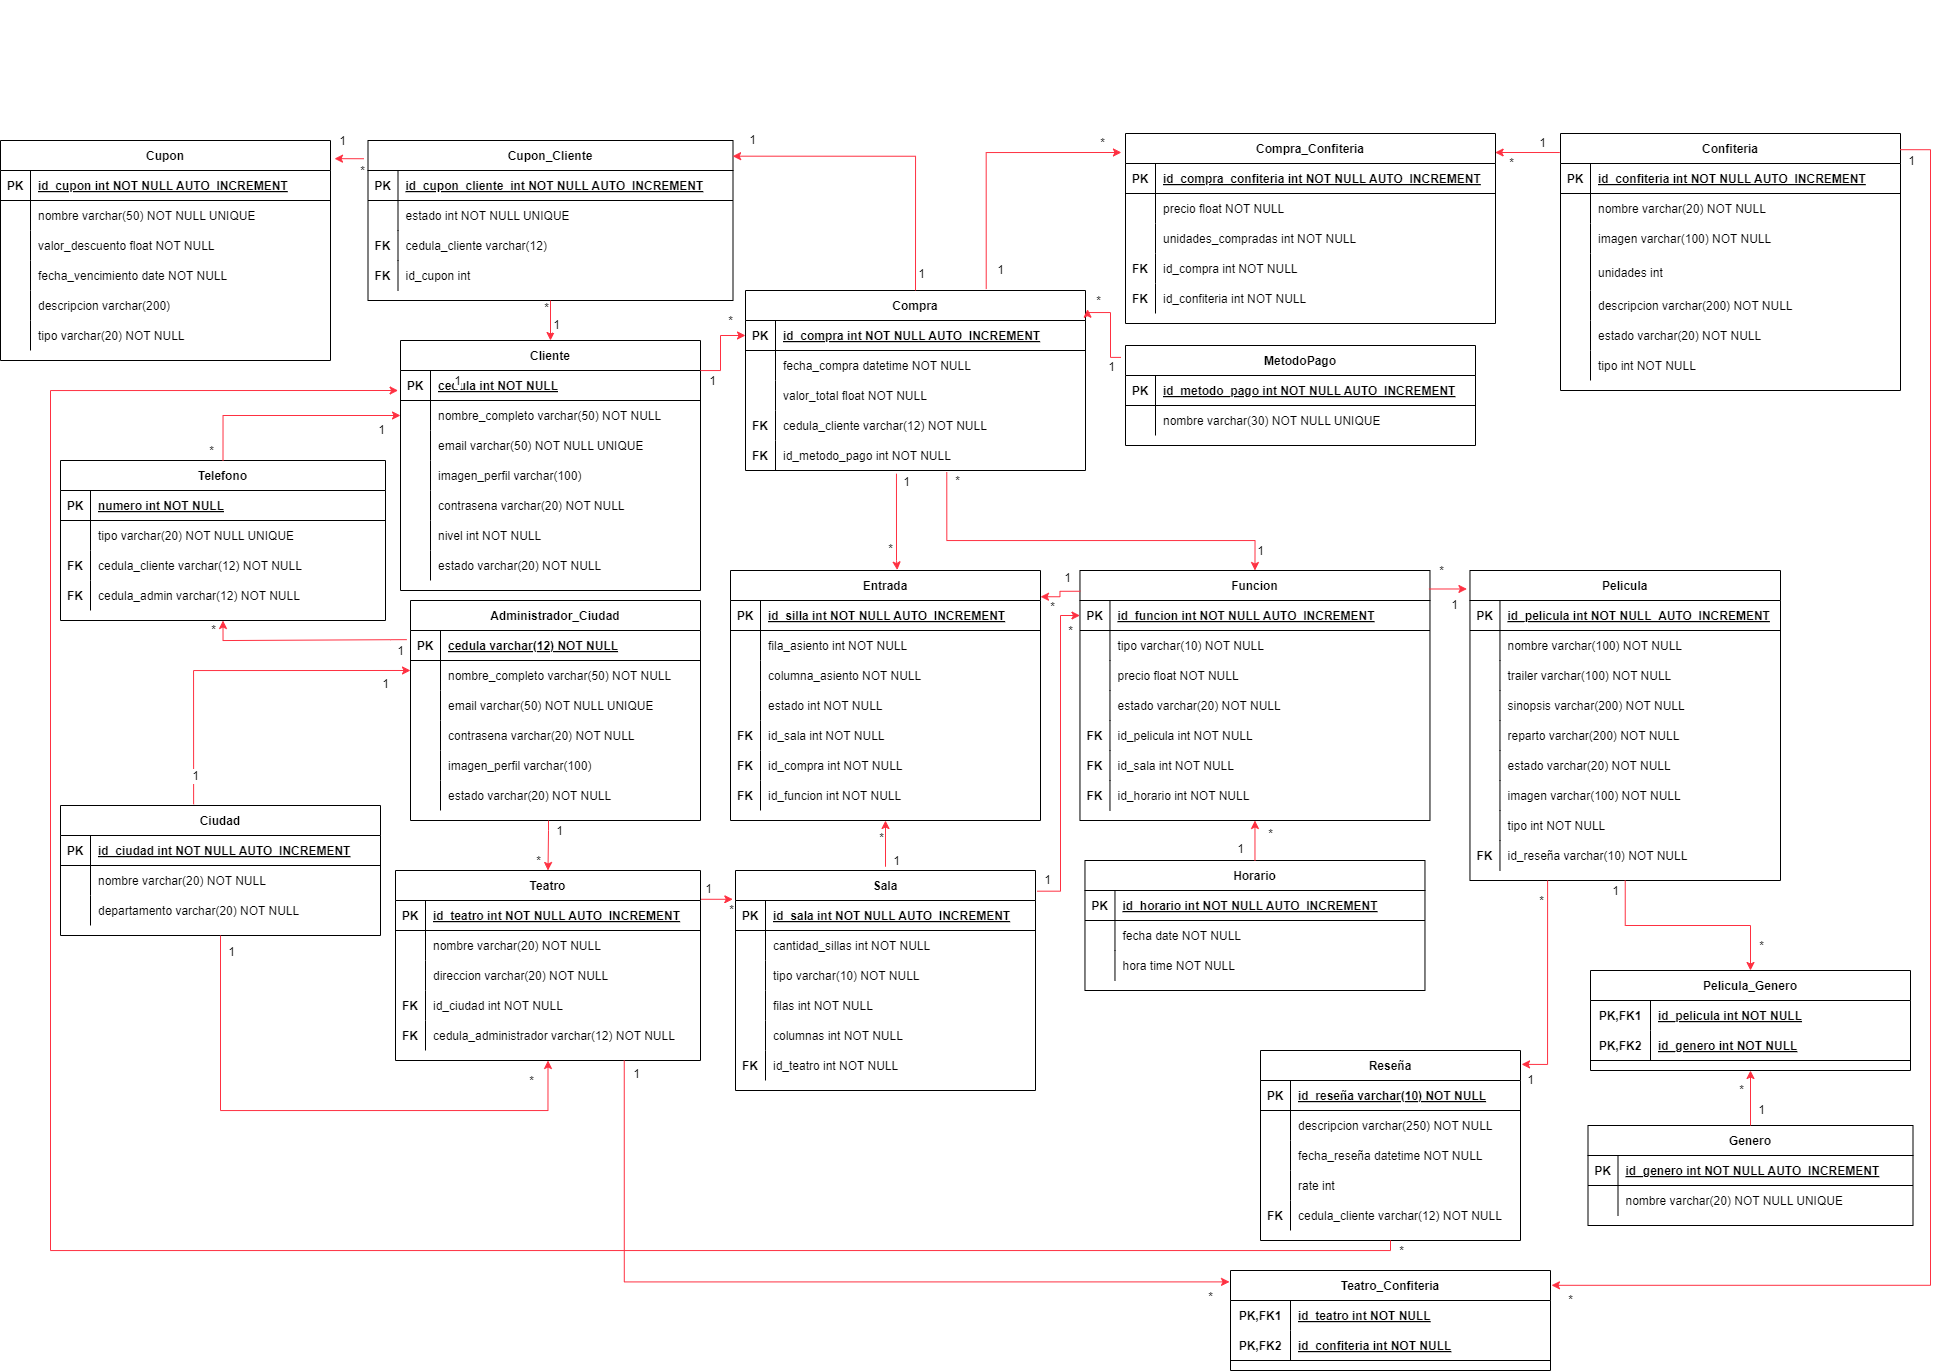 Cupon
PK id_cupon int NOT NULL AUTO_INCREMENT
nombre varchar(50) NOT NULL UNIQUE
valor_descuento float NOT NULL
fecha_vencimiento date NOT NULL
descripcion varchar(200)
tipo varchar(20) NOT NULL
1
*
Cupon_Cliente
PK id_cupon_cliente int NOT NULL AUTO_INCREMENT
estado int NOT NULL UNIQUE
FK cedula_cliente varchar(12)
FK id_cupon int
1
1
*
1
Compra_Confiteria
PK id_compra_confiteria int NOT NULL AUTO_INCREMENT
precio float NOT NULL
unidades_compradas int NOT NULL
FK id_compra int NOT NULL
FK id_confiteria int NOT NULL
*
1
1
*
Confiteria
PK id_confiteria int NOT NULL AUTO_INCREMENT
nombre varchar(20) NOT NULL
imagen varchar(100) NOT NULL
unidades int
descripcion varchar(200) NOT NULL
estado varchar(20) NOT NULL
tipo int NOT NULL
1
Compra
PK id_compra int NOT NULL AUTO_INCREMENT
fecha_compra datetime NOT NULL
valor_total float NOT NULL
FK cedula_cliente varchar(12) NOT NULL
FK id_metodo_pago int NOT NULL
*
1
*
1
MetodoPago
PK id_metodo_pago int NOT NULL AUTO_INCREMENT
nombre varchar(30) NOT NULL UNIQUE
Cliente
PK cedula int NOT NULL
1
nombre_completo varchar(50) NOT NULL
email varchar(50) NOT NULL UNIQUE
imagen_perfil varchar(100)
contrasena varchar(20) NOT NULL
nivel int NOT NULL
estado varchar(20) NOT NULL
1
*
Telefono
PK numero int NOT NULL
tipo varchar(20) NOT NULL UNIQUE
FK cedula_cliente varchar(12) NOT NULL
FK cedula_admin varchar(12) NOT NULL
*
1
Administrador_Ciudad
PK cedula varchar(12) NOT NULL
nombre_completo varchar(50) NOT NULL
email varchar(50) NOT NULL UNIQUE
contrasena varchar(20) NOT NULL
imagen_perfil varchar(100)
estado varchar(20) NOT NULL
1
1
1
*
1
*
*
1
Entrada
PK id_silla int NOT NULL AUTO_INCREMENT
fila_asiento int NOT NULL
columna_asiento NOT NULL
estado int NOT NULL
FK id_sala int NOT NULL
FK id_compra int NOT NULL
FK id_funcion int NOT NULL
1
*
*
Funcion
PK id_funcion int NOT NULL AUTO_INCREMENT
tipo varchar(10) NOT NULL
precio float NOT NULL
estado varchar(20) NOT NULL
FK id_pelicula int NOT NULL
FK id_sala int NOT NULL
FK id_horario int NOT NULL
*
1
Pelicula
PK id_pelicula int NOT NULL AUTO_INCREMENT
nombre varchar(100) NOT NULL
trailer varchar(100) NOT NULL
sinopsis varchar(200) NOT NULL
reparto varchar(200) NOT NULL
estado varchar(20) NOT NULL
imagen varchar(100) NOT NULL
tipo int NOT NULL
FK id_reseña varchar(10) NOT NULL
Ciudad
PK id_ciudad int NOT NULL AUTO_INCREMENT
nombre varchar(20) NOT NULL
departamento varchar(20) NOT NULL
1
*
Teatro
PK id_teatro int NOT NULL AUTO_INCREMENT
nombre varchar(20) NOT NULL
direccion varchar(20) NOT NULL
FK id_ciudad int NOT NULL
FK cedula_administrador varchar(12) NOT NULL
1
1
*
*
1
1
Sala
PK id_sala int NOT NULL AUTO_INCREMENT
cantidad_sillas int NOT NULL
tipo varchar(10) NOT NULL
filas int NOT NULL
columnas int NOT NULL
FK id_teatro int NOT NULL
*
1
Horario
PK id_horario int NOT NULL AUTO_INCREMENT
fecha date NOT NULL
hora time NOT NULL
*
1
1
*
Pelicula_Genero
PK,FK1 id_pelicula int NOT NULL
PK,FK2 id_genero int NOT NULL
*
1
Genero
PK id_genero int NOT NULL AUTO_INCREMENT
nombre varchar(20) NOT NULL UNIQUE
Reseña
PK id_reseña varchar(10) NOT NULL
descripcion varchar(250) NOT NULL
fecha_reseña datetime NOT NULL
rate int
FK cedula_cliente varchar(12) NOT NULL
*
*
*
Teatro_Confiteria
PK,FK1 id_teatro int NOT NULL
PK,FK2 id_confiteria int NOT NULL